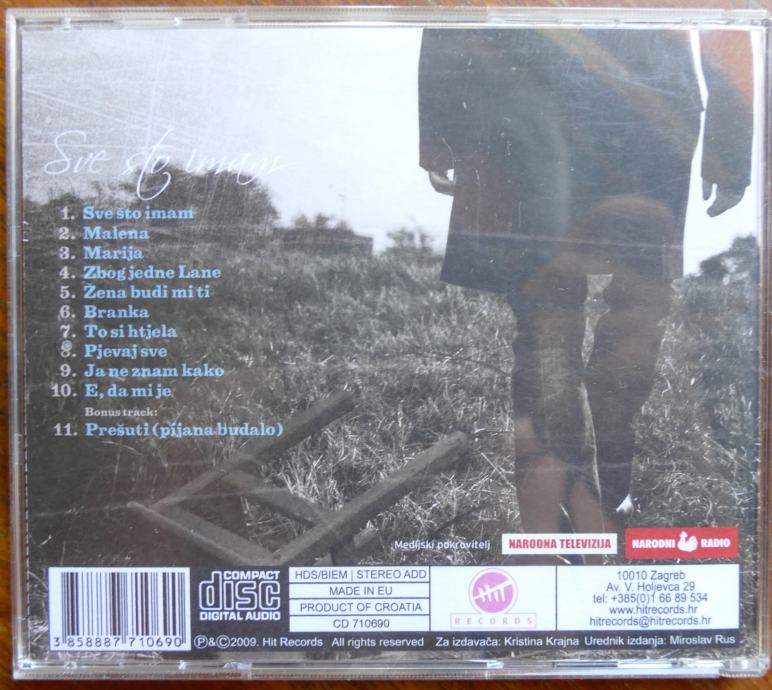 Sve što imam
1. Sve što imam
2. Malena
3. Marija
4. Zbog jedne Lane
5. Žena budi mi ti
6. Branka
7. To si htjela
8. Pjevaj sve
9. Ja ne znam kako
10. E, da mi je
Bonus track:
11. Prešuti (pijana budalo)
Medijski pokrovitelj NARODNA TELEVIZIJA NARODNI RADIO
COMPACT
disc
DIGITAL AUDIO
HDS/BIEM | STEREO ADD
MADE IN EU
PRODUCT OF CROATIA
CD 710690
HIT
RECORDS
10010 Zagreb
Av. V. Holjevca 29
tel: +385(0)1 66 89 534
www.hitrecords.hr
hitrecords@hitrecords.hr
3 858887 710690
℗&©2009. Hit Records All rights reserved Za izdavača: Kristina Krajna Urednik izdanja: Miroslav Rus